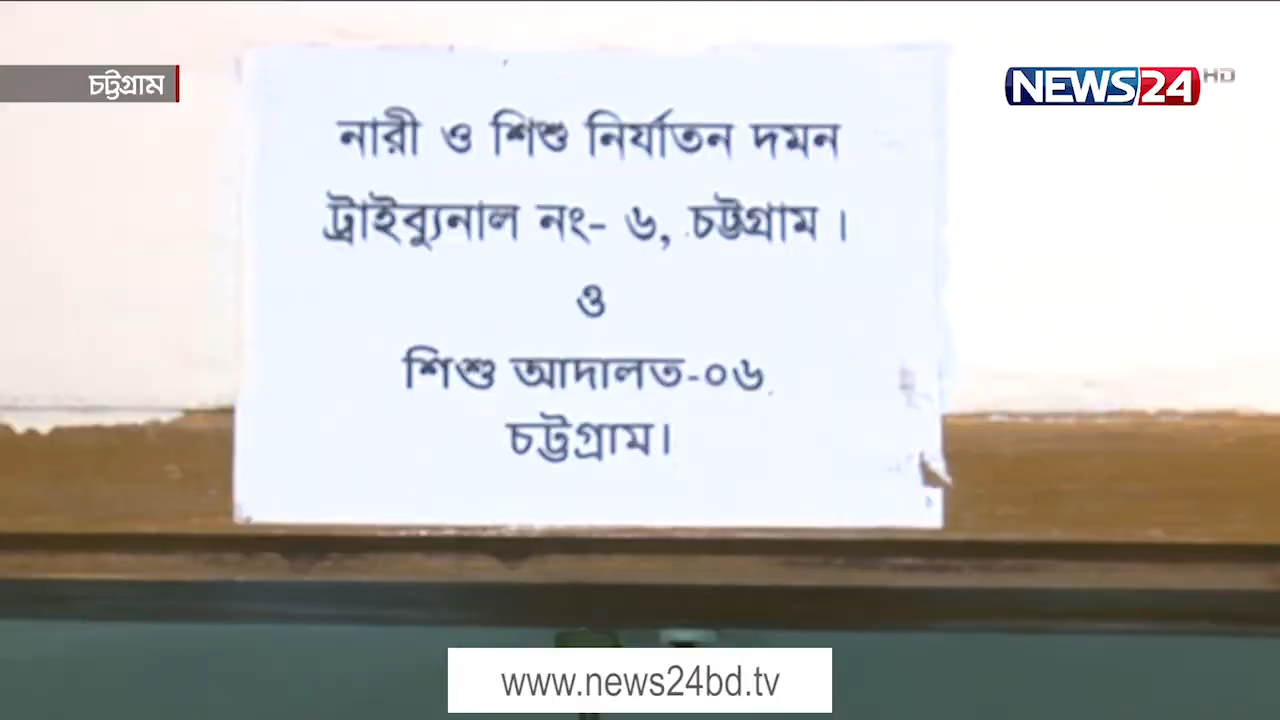 চট্টগ্রাম
NEWS24 HD
নারী ও শিশু নির্যাতন দমন
ট্রাইব্যুনাল নং- ৬, চট্টগ্রাম ।
ও
শিশু আদালত-০৬
চট্টগ্রাম।
www.news24bd.tv